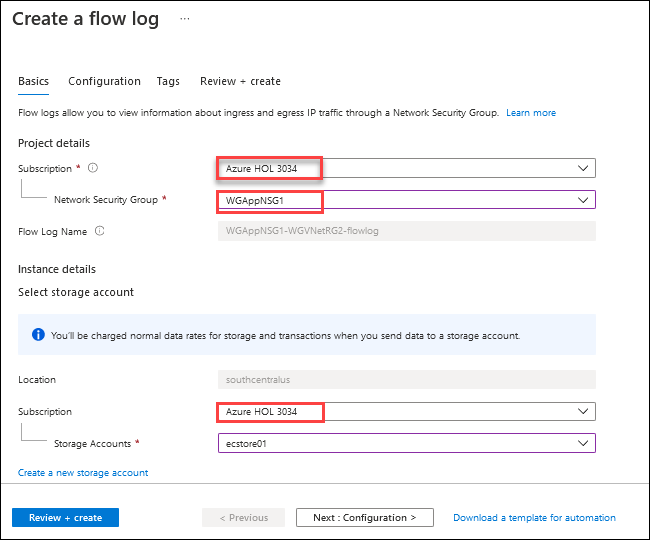 Create a flow log ...
Basics Configuration Tags Review + create
Flow logs allow you to view information about ingress and egress IP traffic through a Network Security Group. Learn more
Project details
Subscription * Azure HOL 3034
Network Security Group * WGAppNSG1
Flow Log Name WGAppNSG1-WGVNetRG2-flowlog
Instance details
Select storage account
You'll be charged normal data rates for storage and transactions when you send data to a storage account.
Location southcentralus
Subscription Azure HOL 3034
Storage Accounts * ecstore01
Create a new storage account
Review + create < Previous Next : Configuration > Download a template for automation